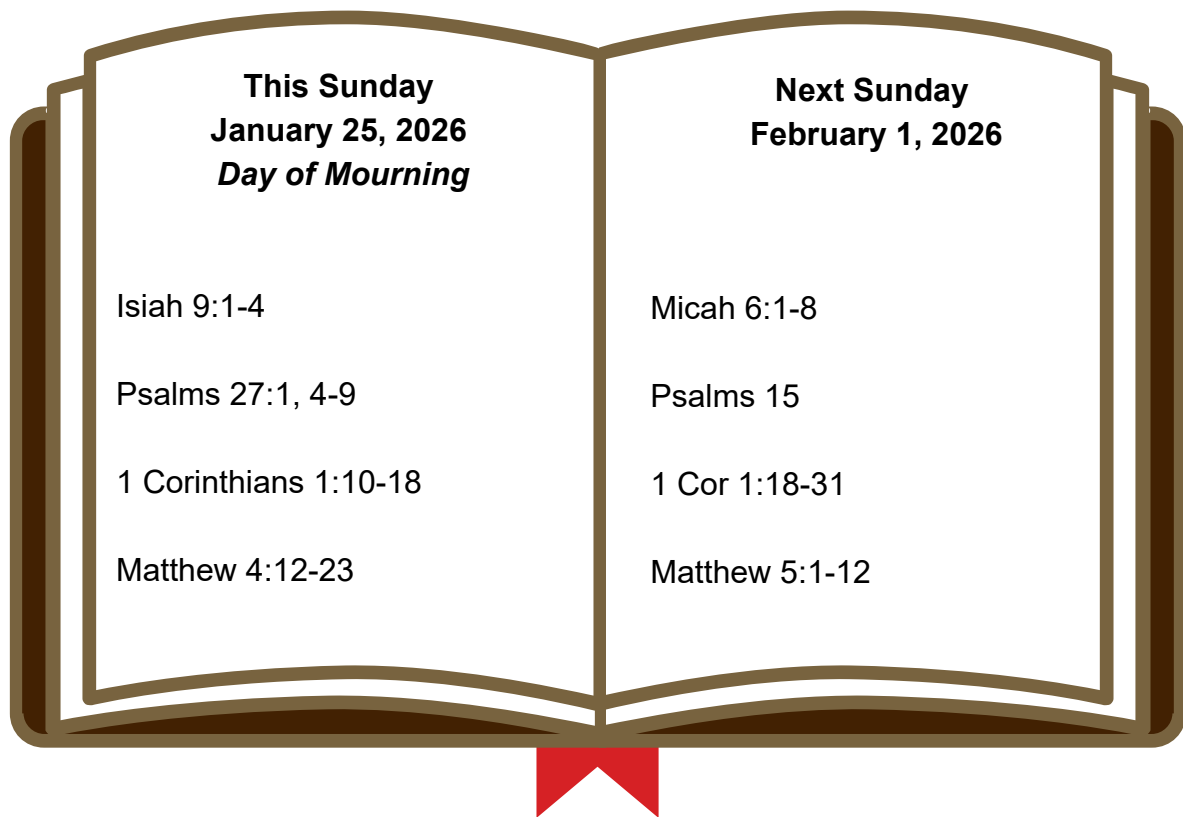 This Sunday
January 25, 2026
Day of Mourning
Isiah 9:1-4
Psalms 27:1, 4-9
1 Corinthians 1:10-18
Matthew 4:12-23
Next Sunday
February 1, 2026
Micah 6:1-8
Psalms 15
1 Cor 1:18-31
Matthew 5:1-12